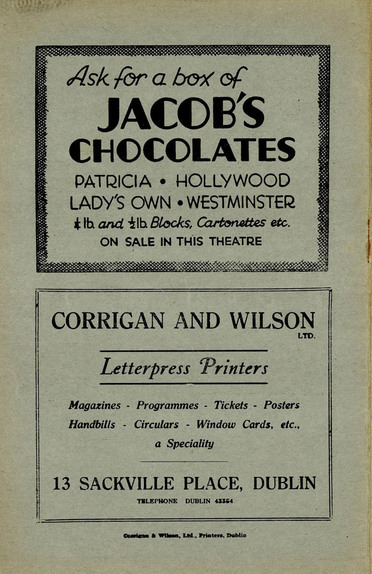 Ask for a box of
JACOB'S
CHOCOLATES
PATRICIA • HOLLYWOOD
LADY'S OWN • WESTMINSTER
¼ lb. and ½ lb. Blocks, Cartonettes etc.
ON SALE IN THIS THEATRE
CORRIGAN AND WILSON
LTD.
Letterpress Printers
Magazines - Programmes - Tickets - Posters
Handbills - Circulars - Window Cards, etc.,
a Speciality
13 SACKVILLE PLACE, DUBLIN
TELEPHONE DUBLIN 43564
Corrigan & Wilson, Ltd., Printers, Dublin